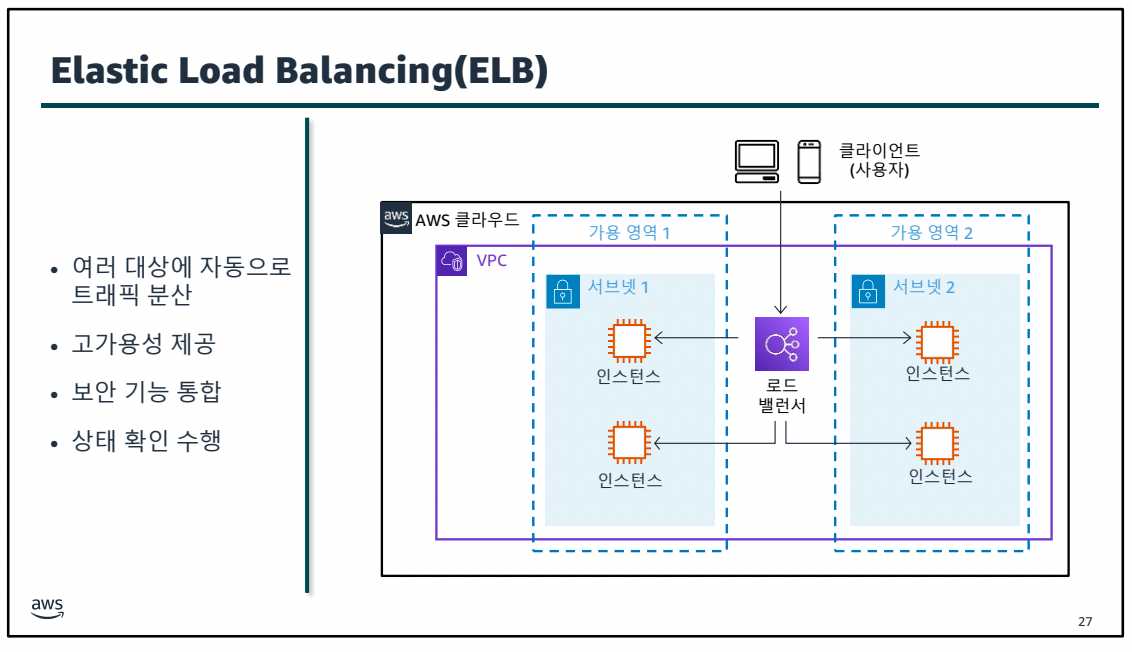 Elastic Load Balancing(ELB)
• 여러 대상에 자동으로
트래픽 분산
• 고가용성 제공
• 보안 기능 통합
• 상태 확인 수행
클라이언트
(사용자)
aws
AWS 클라우드
가용 영역 1
가용 영역 2
VPC
서브넷 1
서브넷 2
인스턴스
인스턴스
로드
밸런서
인스턴스
인스턴스
aws
27